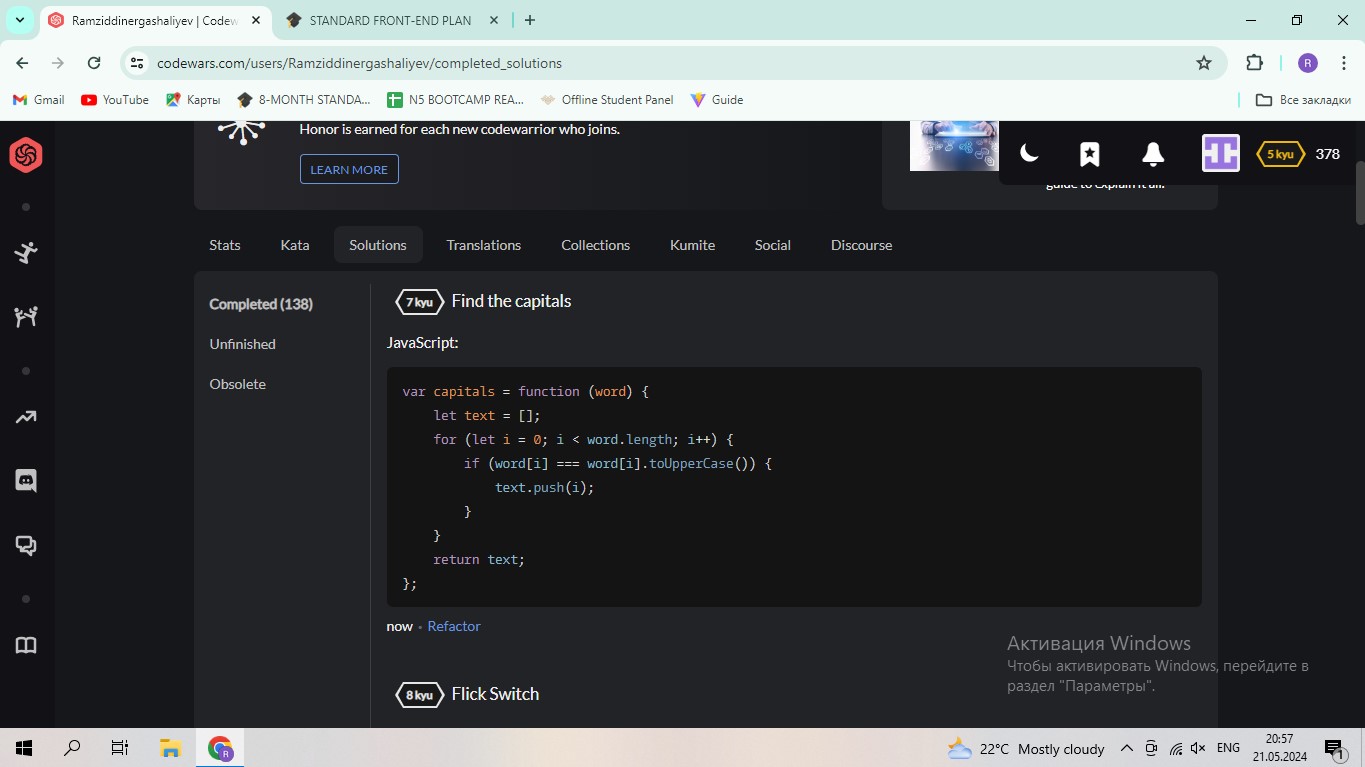 Ramziddinergashaliyev | Codew
STANDARD FRONT-END PLAN
codewars.com/users/Ramziddinergashaliyev/completed_solutions
R
Gmail
YouTube
Карты
8-MONTH STANDA...
N5 BOOTCAMP REA...
Offline Student Panel
Guide
Все закладки
Honor is earned for each new codewarrior who joins.
LEARN MORE
guide to explain it all.
5 kyu
378
Stats
Kata
Solutions
Translations
Collections
Kumite
Social
Discourse
Completed (138)
Unfinished
Obsolete
7 kyu Find the capitals
JavaScript:
var capitals = function (word) {
    let text = [];
    for (let i = 0; i < word.length; i++) {
        if (word[i] === word[i].toUpperCase()) {
            text.push(i);
        }
    }
    return text;
};
now • Refactor
8 kyu Flick Switch
Активация Windows
Чтобы активировать Windows, перейдите в
раздел "Параметры".
R
22°C Mostly cloudy
ENG
20:57
21.05.2024
1